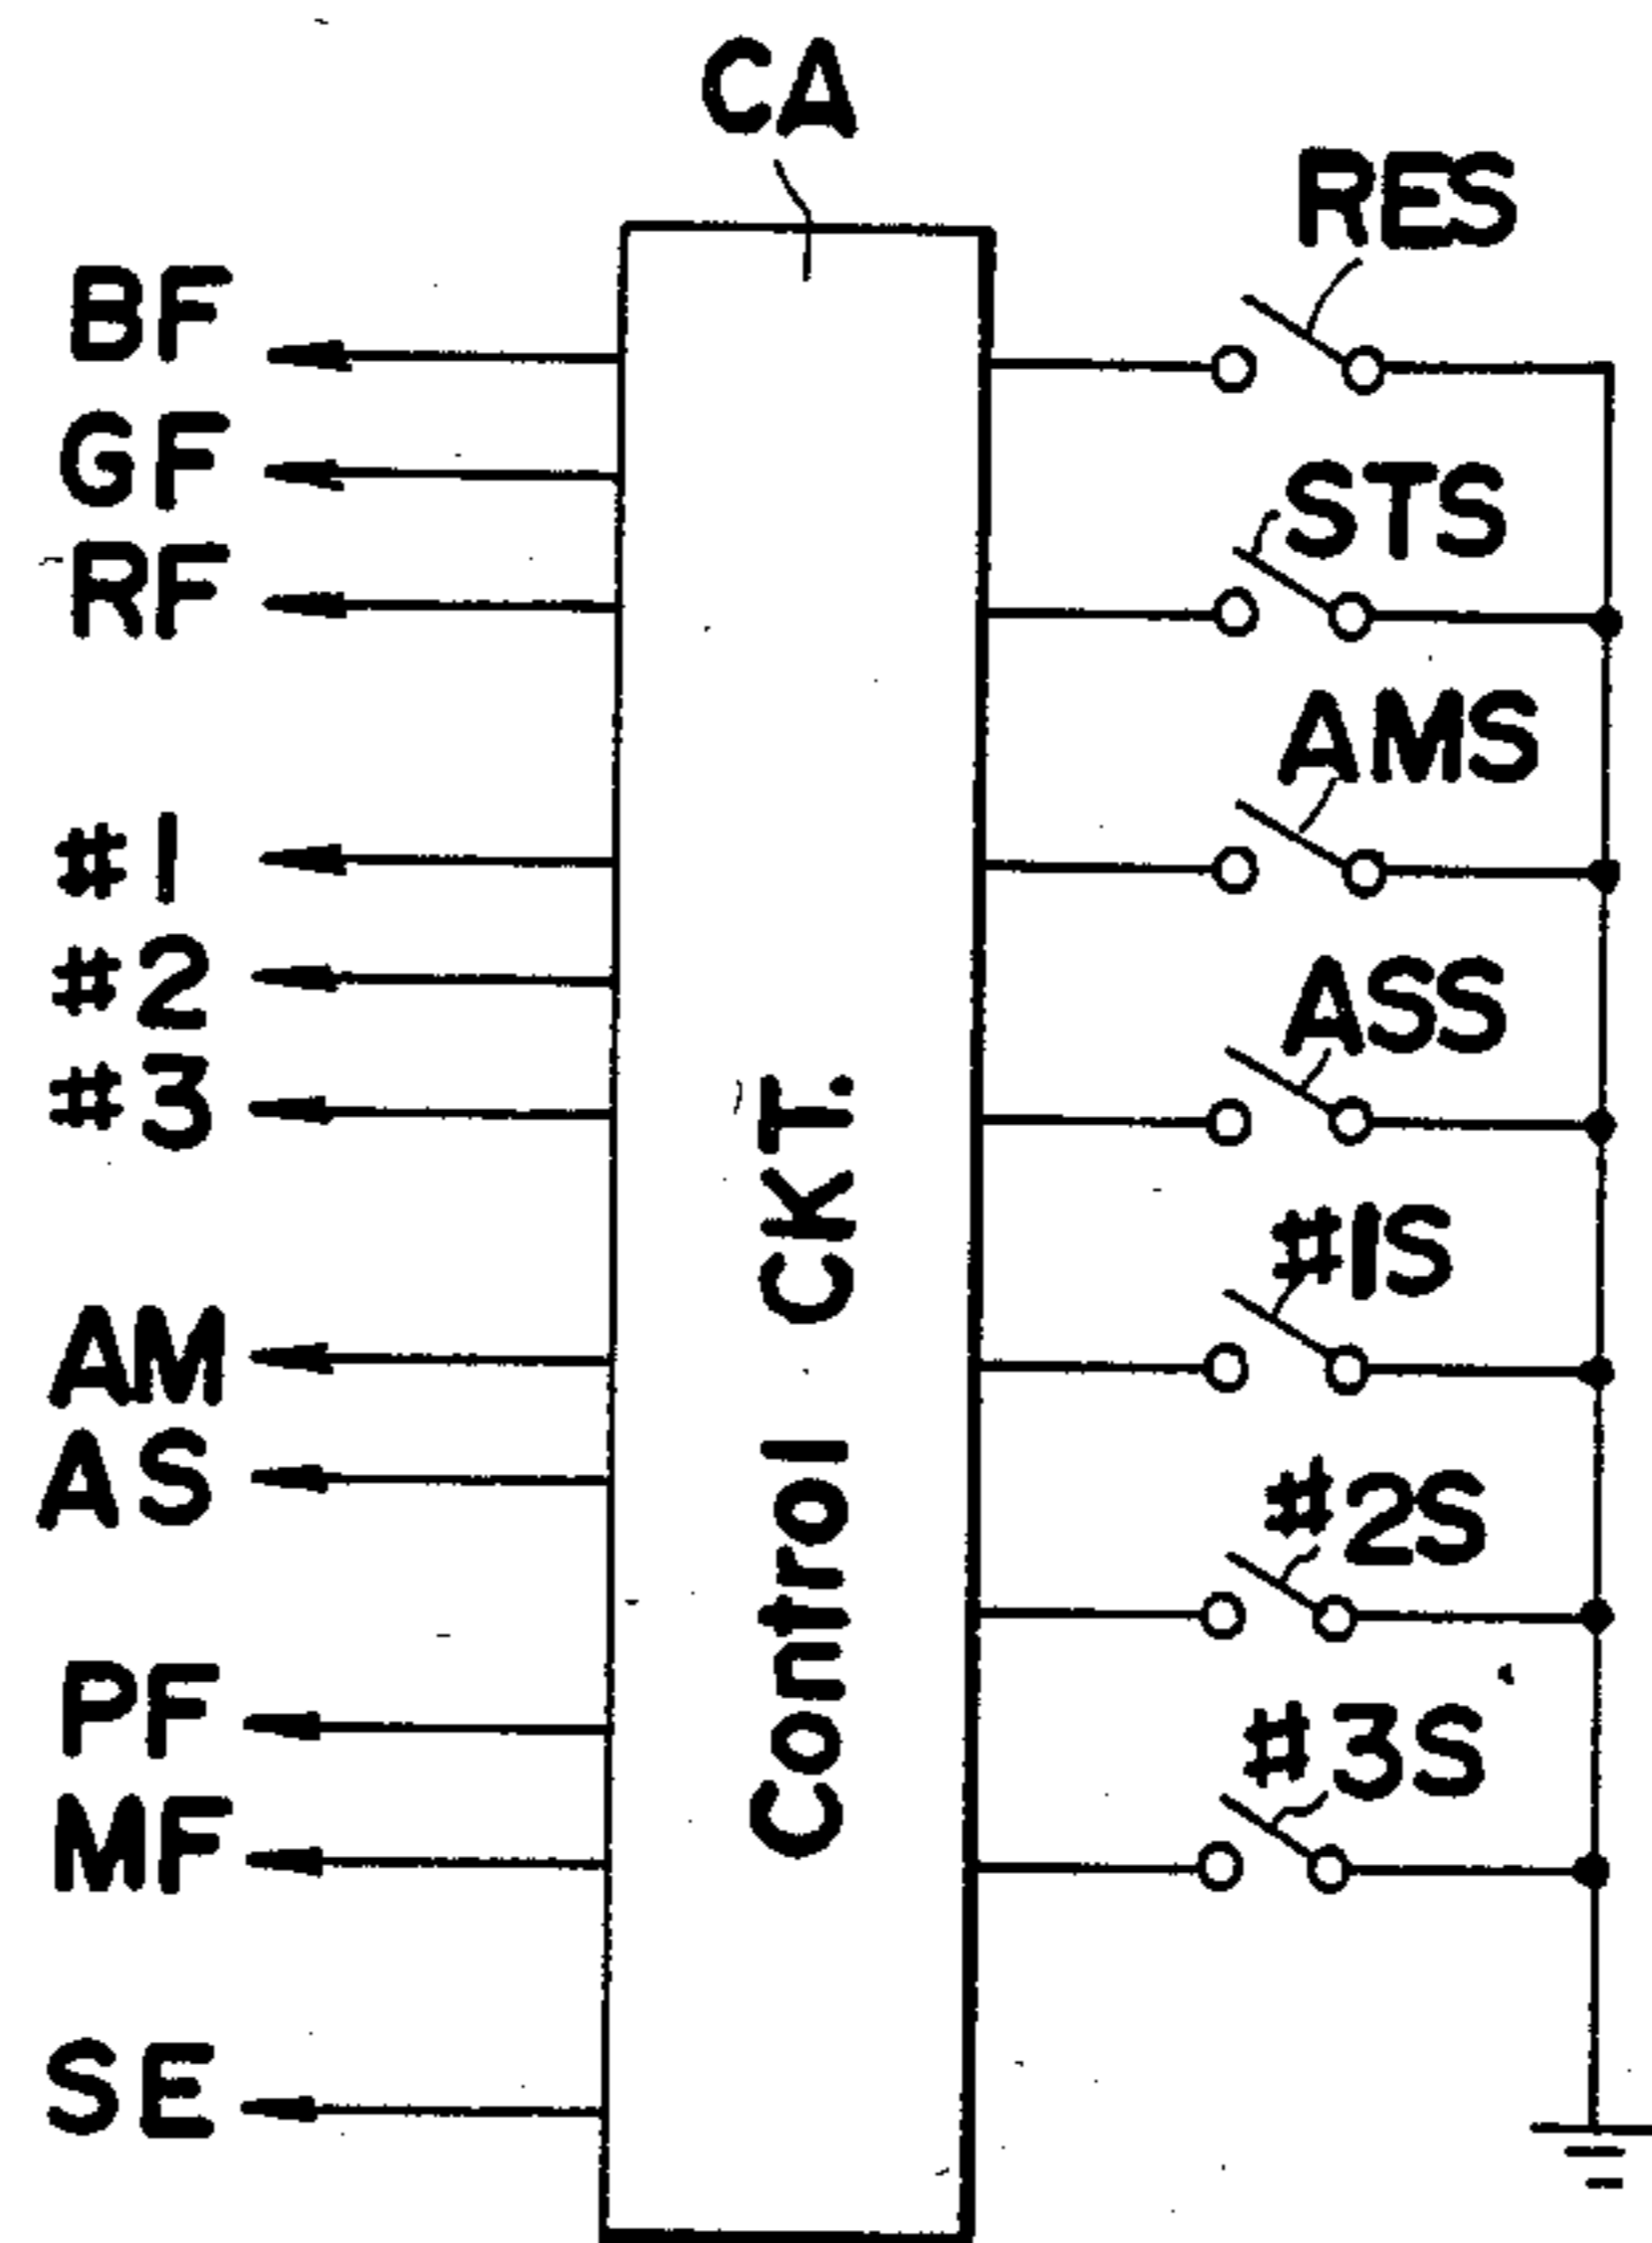 CA
BF
GF
RF
#1
#2
#3
AM
AS
PF
MF
SE
Control CKT.
RES
STS
AMS
ASS
#1S
#2S
#3S